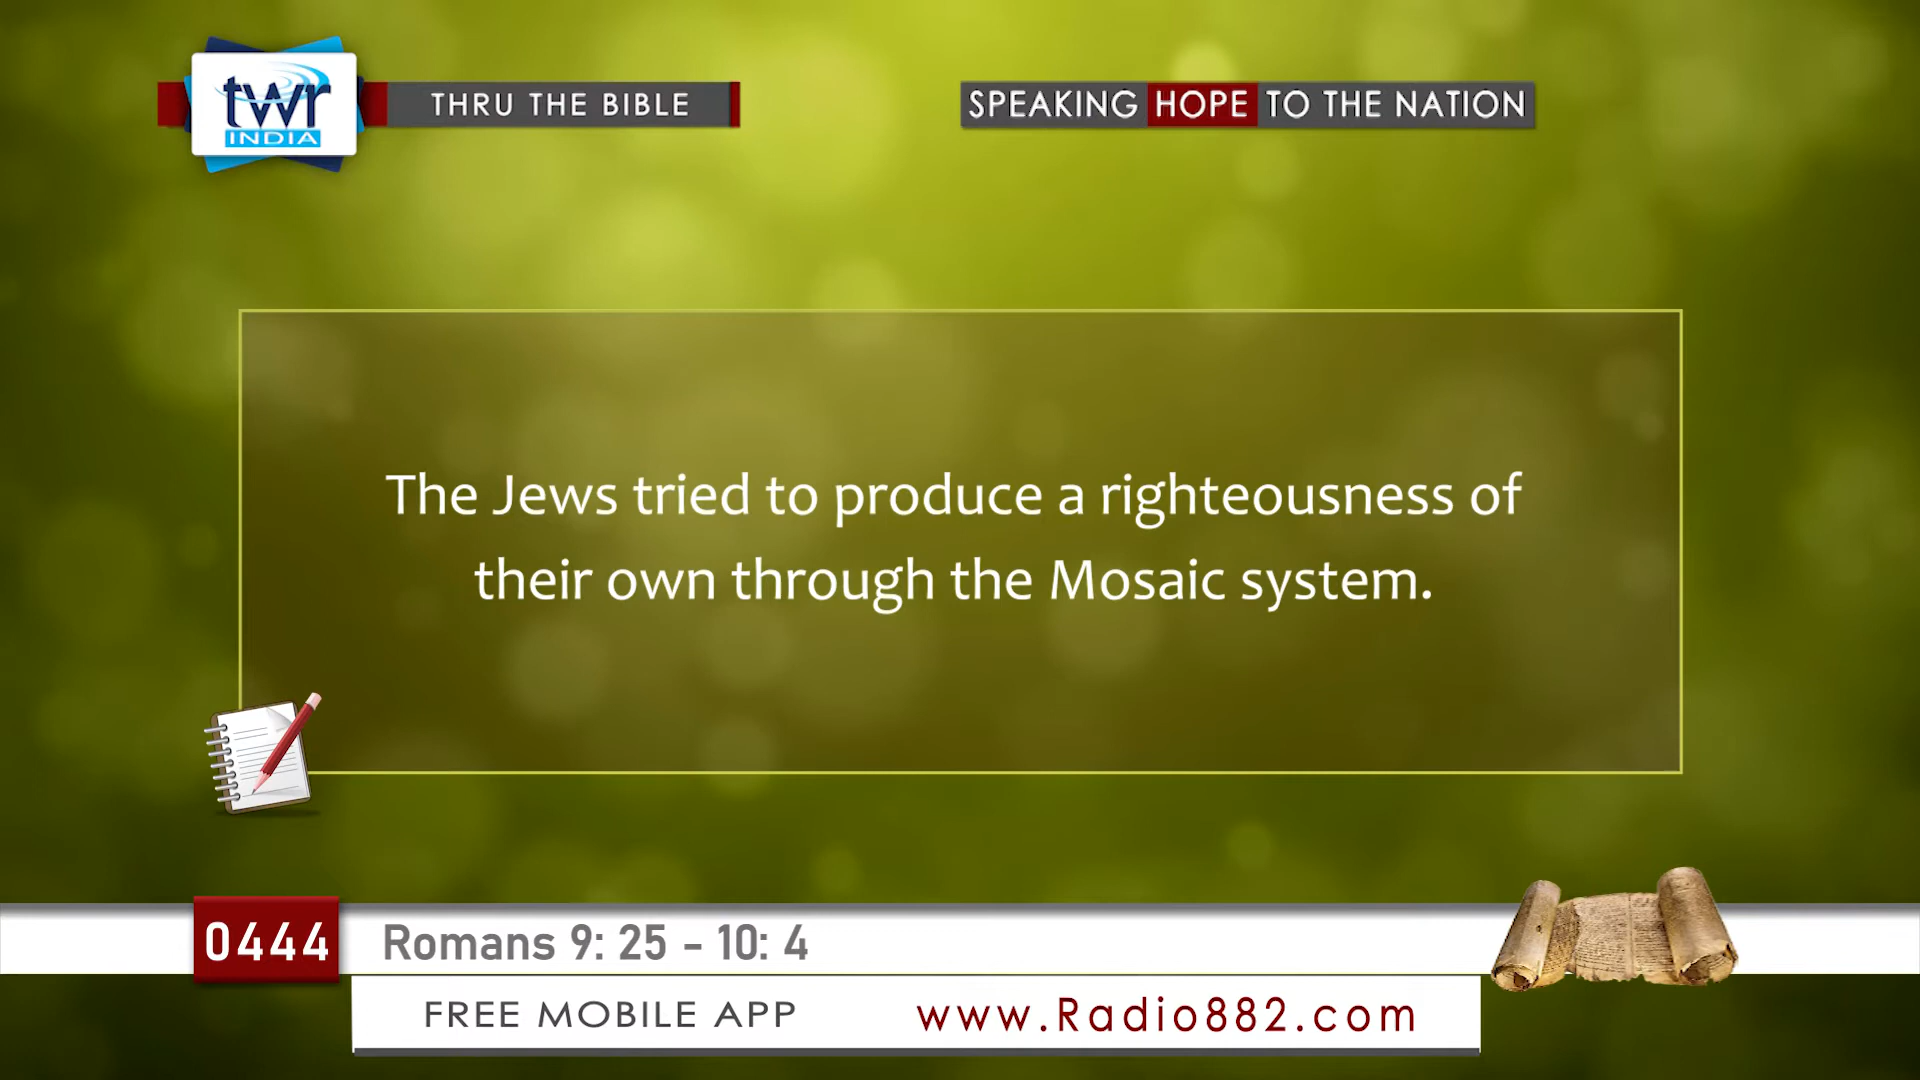 twr
INDIA
THRU THE BIBLE
SPEAKING HOPE TO THE NATION
The Jews tried to produce a righteousness of
their own through the Mosaic system.
0444
Romans 9: 25 - 10: 4
FREE MOBILE APP
www.Radio882.com